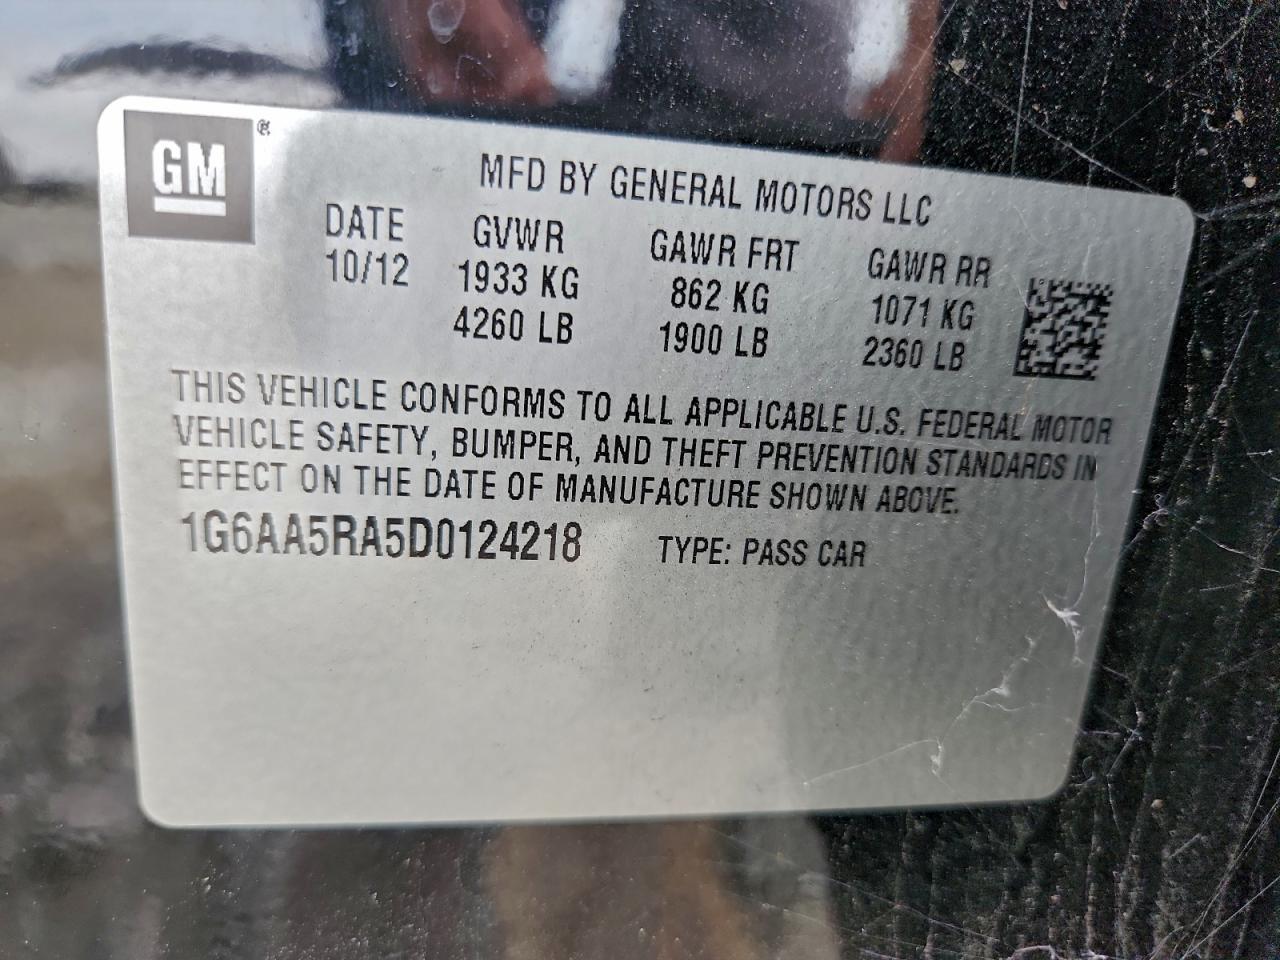 GM ®
MFD BY GENERAL MOTORS LLC
DATE GVWR GAWR FRT GAWR RR
10/12 1933 KG 862 KG 1071 KG
4260 LB 1900 LB 2360 LB
THIS VEHICLE CONFORMS TO ALL APPLICABLE U.S. FEDERAL MOTOR
VEHICLE SAFETY, BUMPER, AND THEFT PREVENTION STANDARDS IN
EFFECT ON THE DATE OF MANUFACTURE SHOWN ABOVE.
1G6AA5RA5D0124218 TYPE: PASS CAR